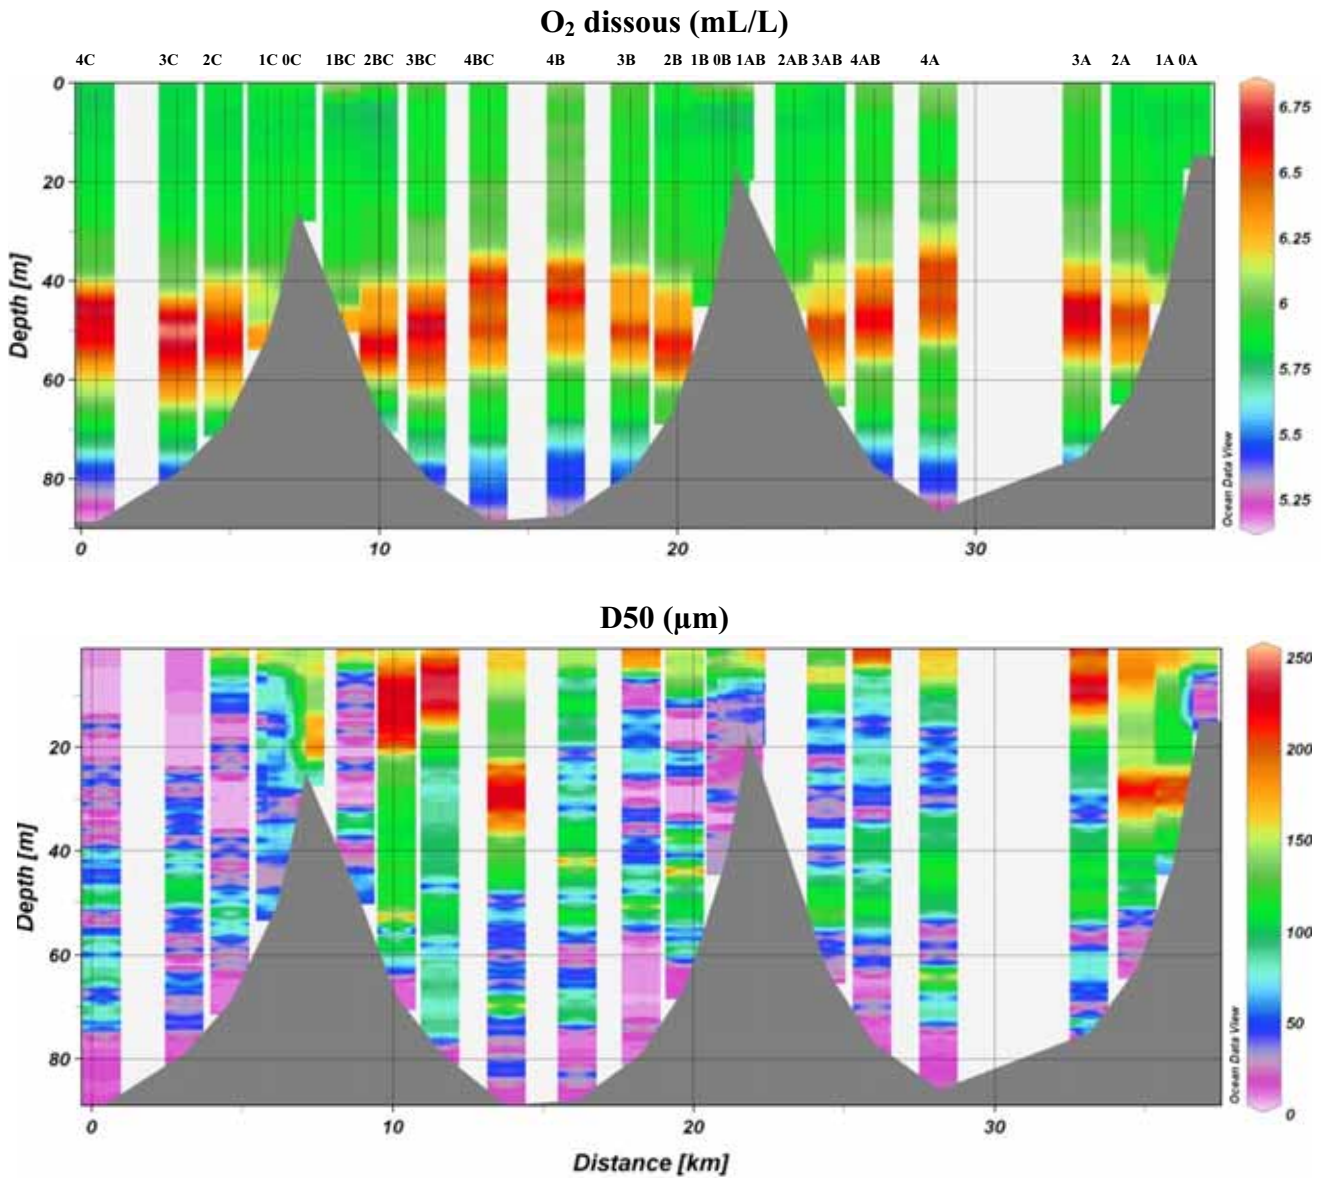 O₂ dissous (mL/L)
4C 3C 2C 1C 0C 1BC 2BC 3BC 4BC 4B 3B 2B 1B 0B 1AB 2AB 3AB 4AB 4A 3A 2A 1A 0A
0
20
40
60
80
Depth [m]
0 10 20 30
Ocean Data View
6.75
6.5
6.25
6
5.75
5.5
5.25
D50 (µm)
20
40
60
80
Depth [m]
0 10 20 30
Distance [km]
Ocean Data View
250
200
150
100
50
0